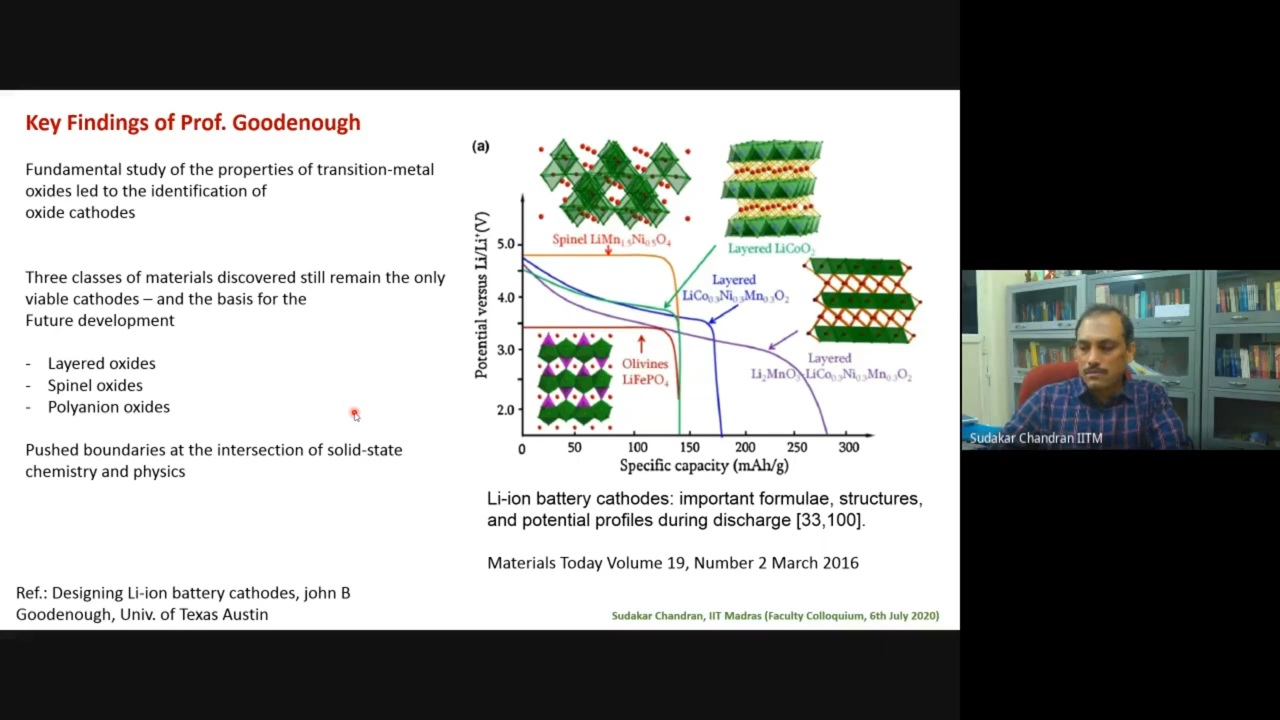 Key Findings of Prof. Goodenough
Fundamental study of the properties of transition-metal
oxides led to the identification of
oxide cathodes
Three classes of materials discovered still remain the only
viable cathodes – and the basis for the
Future development
- Layered oxides
- Spinel oxides
- Polyanion oxides
Pushed boundaries at the intersection of solid-state
chemistry and physics
Ref.: Designing Li-ion battery cathodes, john B
Goodenough, Univ. of Texas Austin
(a)
Potential versus Li/Li⁺(V)
5.0
4.0
3.0
2.0
Spinel LiMn₁.₅Ni₀.₅O₄
Layered LiCoO₂
Layered
LiCo₀.₃Ni₀.₃Mn₀.₃O₂
Olivines
LiFePO₄
Layered
Li₂MnO₃-LiCo₀.₃Ni₀.₃Mn₀.₃O₂
0 50 100 150 200 250 300
Specific capacity (mAh/g)
Li-ion battery cathodes: important formulae, structures,
and potential profiles during discharge [33,100].
Materials Today Volume 19, Number 2 March 2016
Sudakar Chandran, IIT Madras (Faculty Colloquium, 6th July 2020)
Sudakar Chandran IITM